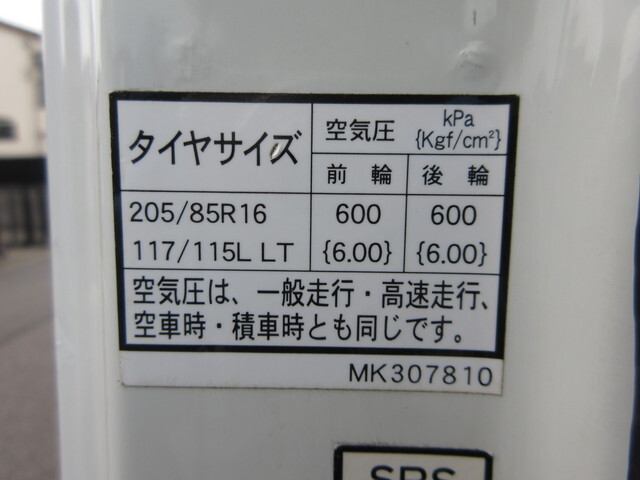 タイヤサイズ 空気圧 kPa {Kgf/cm²}
前輪 後輪
205/85R16 600 600
117/115L LT {6.00} {6.00}
空気圧は、一般走行・高速走行、
空車時・積車時とも同じです。
MK307810
SRS